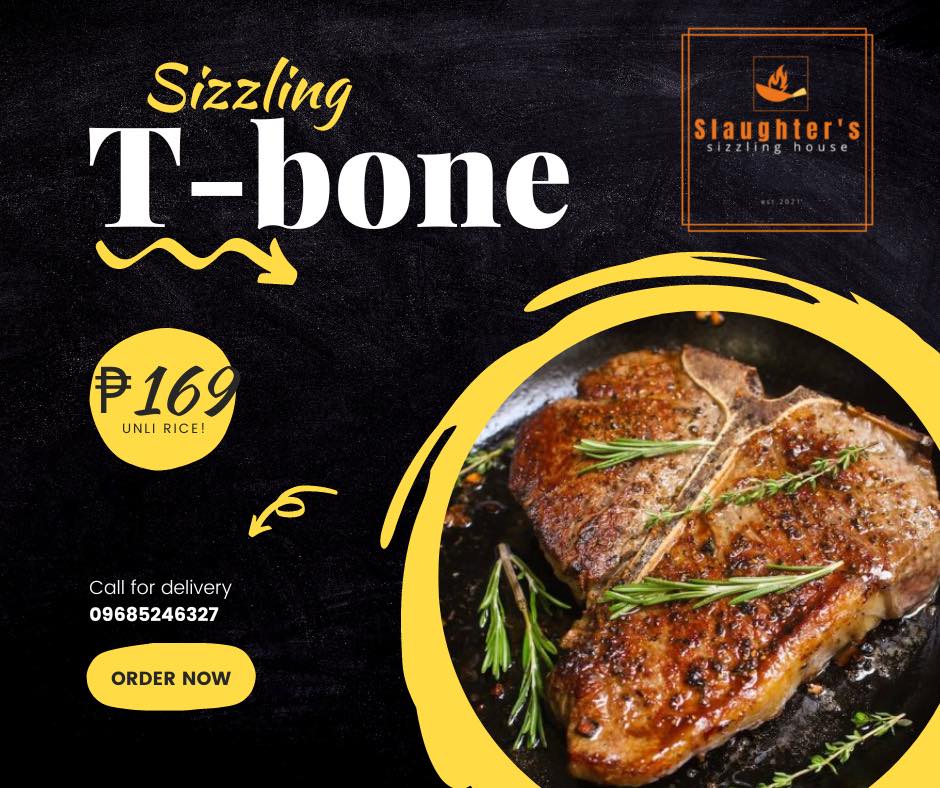 Sizzling
T-bone
Slaughter's
sizzling house
est 2021
₱169
UNLI RICE!
Call for delivery
09685246327
ORDER NOW